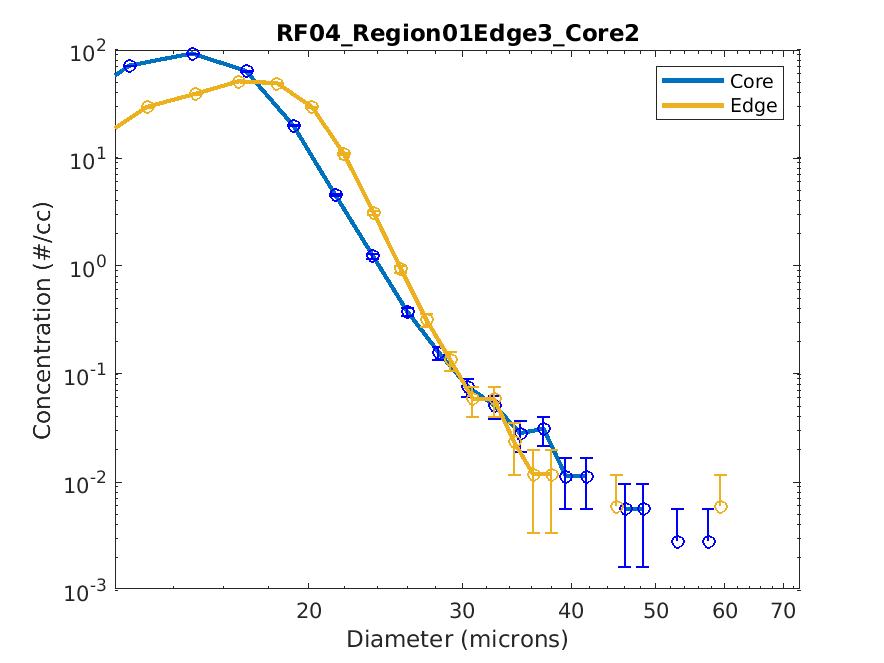 RF04_Region01Edge3_Core2
Core
Edge
10^2
10^1
10^0
10^-1
10^-2
10^-3
Concentration (#/cc)
20 30 40 50 60 70
Diameter (microns)